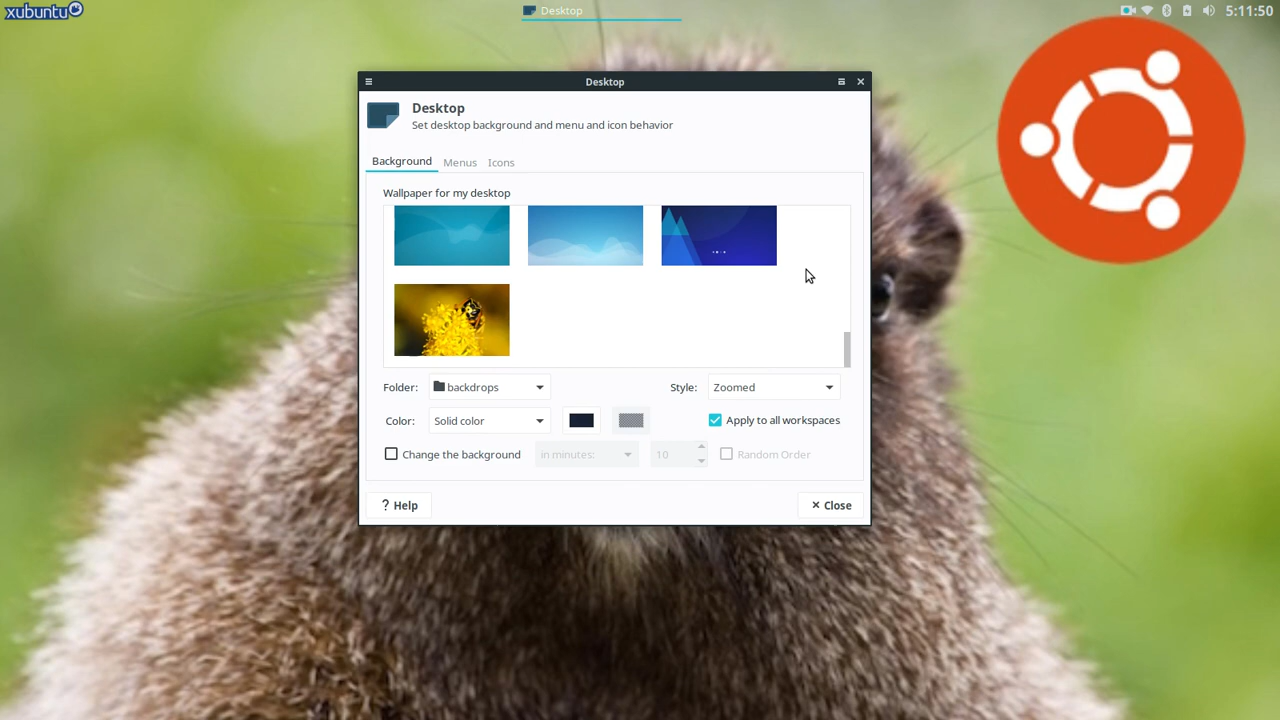 xubuntu
Desktop
5:11:50
Desktop
Desktop
Set desktop background and menu and icon behavior
Background Menus Icons
Wallpaper for my desktop
Folder: backdrops Style: Zoomed
Color: Solid color Apply to all workspaces
Change the background in minutes: 10 Random Order
? Help × Close